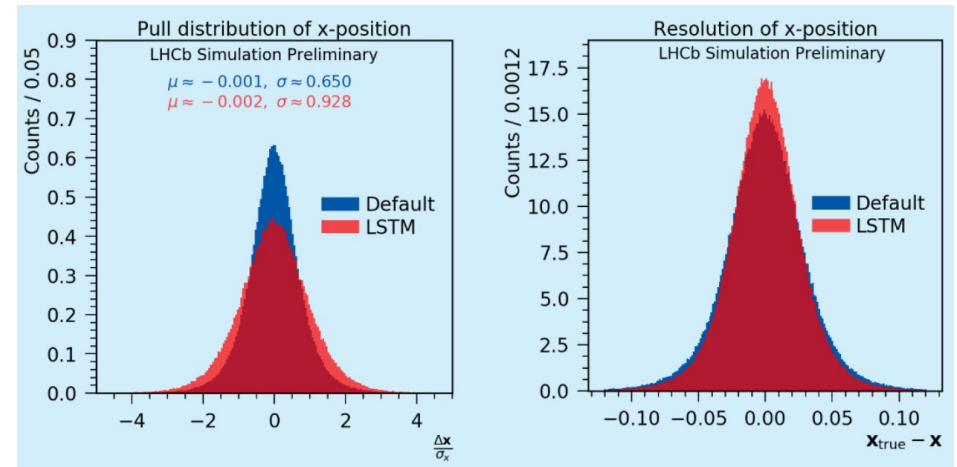 Pull distribution of x-position
LHCb Simulation Preliminary
μ ≈ − 0.001, σ ≈ 0.650
μ ≈ − 0.002, σ ≈ 0.928
Counts / 0.05
0.9
0.8
0.7
0.6
0.5
0.4
0.3
0.2
0.1
0.0
Default
LSTM
−4 −2 0 2 4
Δx
σx
Resolution of x-position
LHCb Simulation Preliminary
Counts / 0.0012
17.5
15.0
12.5
10.0
7.5
5.0
2.5
0.0
Default
LSTM
−0.10 −0.05 0.00 0.05 0.10
xtrue − x